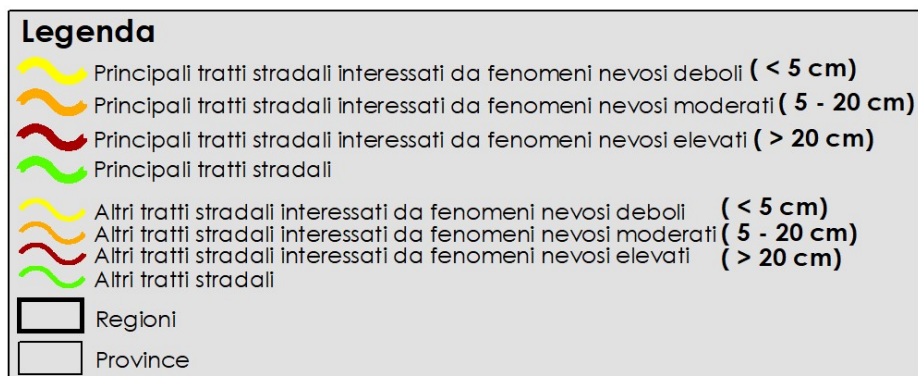 Legenda
Principali tratti stradali interessati da fenomeni nevosi deboli ( < 5 cm)
Principali tratti stradali interessati da fenomeni nevosi moderati ( 5 - 20 cm)
Principali tratti stradali interessati da fenomeni nevosi elevati ( > 20 cm)
Principali tratti stradali
Altri tratti stradali interessati da fenomeni nevosi deboli ( < 5 cm)
Altri tratti stradali interessati da fenomeni nevosi moderati ( 5 - 20 cm)
Altri tratti stradali interessati da fenomeni nevosi elevati ( > 20 cm)
Altri tratti stradali
Regioni
Province